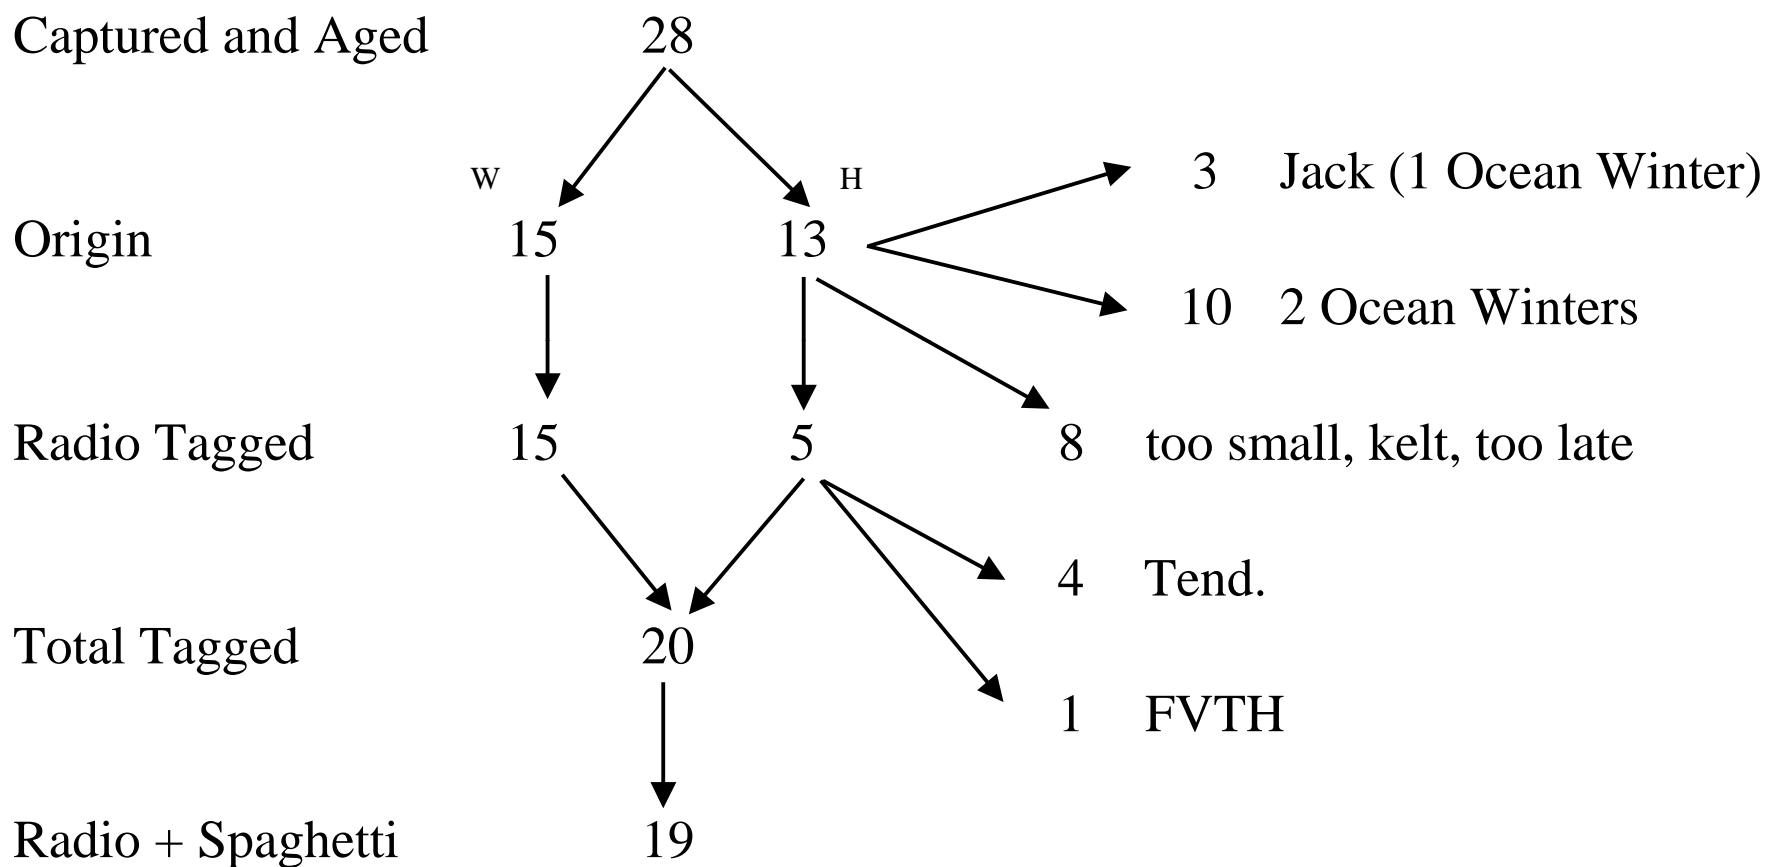 Captured and Aged 28
W H
3 Jack (1 Ocean Winter)
Origin 15 13
10 2 Ocean Winters
Radio Tagged 15 5 8 too small, kelt, too late
4 Tend.
Total Tagged 20
1 FVTH
Radio + Spaghetti 19